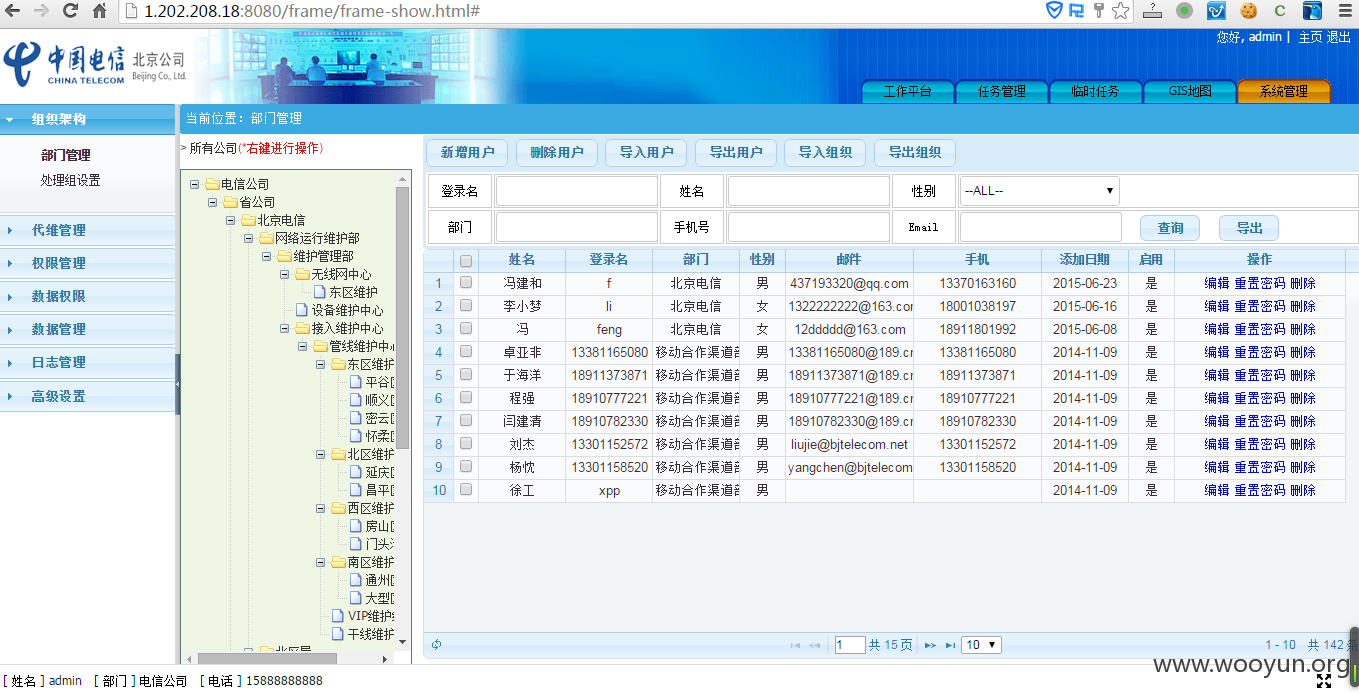 1.202.208.18:8080/frame/frame-show.html#
中国电信 CHINA TELECOM 北京公司 Beijing Co., Ltd.
您好, admin | 主页 退出
工作平台 任务管理 临时任务 GIS地图 系统管理
组织架构
部门管理
处理组设置
代维管理
权限管理
数据权限
数据管理
日志管理
高级设置
当前位置：部门管理
> 所有公司(*右键进行操作)
电信公司
省公司
北京电信
网络运行维护部
维护管理部
无线网中心
东区维护
设备维护中心
接入维护中心
管线维护中心
东区维护
平谷区
顺义区
密云区
怀柔区
北区维护
延庆区
昌平区
西区维护
房山区
门头沟
南区维护
通州区
大型区
VIP维护
干线维护
新增用户 删除用户 导入用户 导出用户 导入组织 导出组织
登录名 姓名 性别 --ALL--
部门 手机号 Email 查询 导出
姓名 登录名 部门 性别 邮件 手机 添加日期 启用 操作
1 冯建和 f 北京电信 男 437193320@qq.com 13370163160 2015-06-23 是 编辑 重置密码 删除
2 李小梦 li 北京电信 女 1322222222@163.cor 18001038197 2015-06-16 是 编辑 重置密码 删除
3 冯 feng 北京电信 女 12ddddd@163.com 18911801992 2015-06-08 是 编辑 重置密码 删除
4 卓亚非 13381165080 移动合作渠道部 男 13381165080@189.cr 13381165080 2014-11-09 是 编辑 重置密码 删除
5 于海洋 18911373871 移动合作渠道部 男 18911373871@189.cr 18911373871 2014-11-09 是 编辑 重置密码 删除
6 程强 18910777221 移动合作渠道部 男 18910777221@189.cr 18910777221 2014-11-09 是 编辑 重置密码 删除
7 闫建清 18910782330 移动合作渠道部 男 18910782330@189.cr 18910782330 2014-11-09 是 编辑 重置密码 删除
8 刘杰 13301152572 移动合作渠道部 男 liujie@bjtelecom.net 13301152572 2014-11-09 是 编辑 重置密码 删除
9 杨忱 13301158520 移动合作渠道部 男 yangchen@bjtelecom 13301158520 2014-11-09 是 编辑 重置密码 删除
10 徐工 xpp 移动合作渠道部 男 2014-11-09 是 编辑 重置密码 删除
1 共 15 页 10 1 - 10 共 142 条
www.wooyun.org
[ 姓名 ] admin [ 部门 ] 电信公司 [ 电话 ] 15888888888